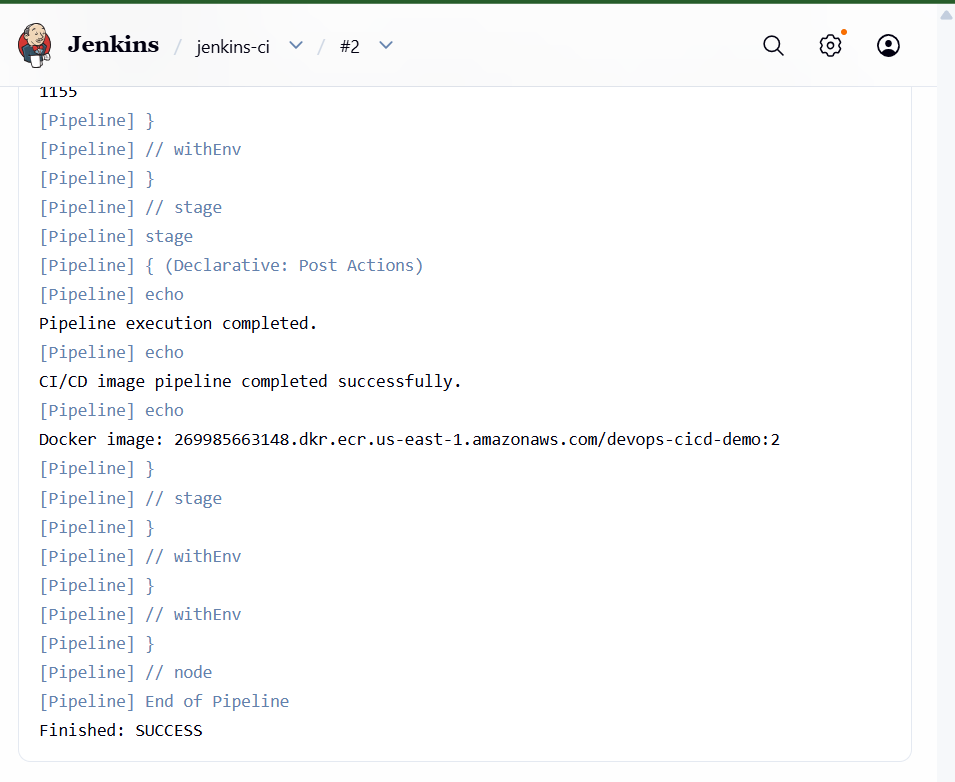 Jenkins / jenkins-ci / #2
1155
[Pipeline] }
[Pipeline] // withEnv
[Pipeline] }
[Pipeline] // stage
[Pipeline] stage
[Pipeline] { (Declarative: Post Actions)
[Pipeline] echo
Pipeline execution completed.
[Pipeline] echo
CI/CD image pipeline completed successfully.
[Pipeline] echo
Docker image: 269985663148.dkr.ecr.us-east-1.amazonaws.com/devops-cicd-demo:2
[Pipeline] }
[Pipeline] // stage
[Pipeline] }
[Pipeline] // withEnv
[Pipeline] }
[Pipeline] // withEnv
[Pipeline] }
[Pipeline] // node
[Pipeline] End of Pipeline
Finished: SUCCESS